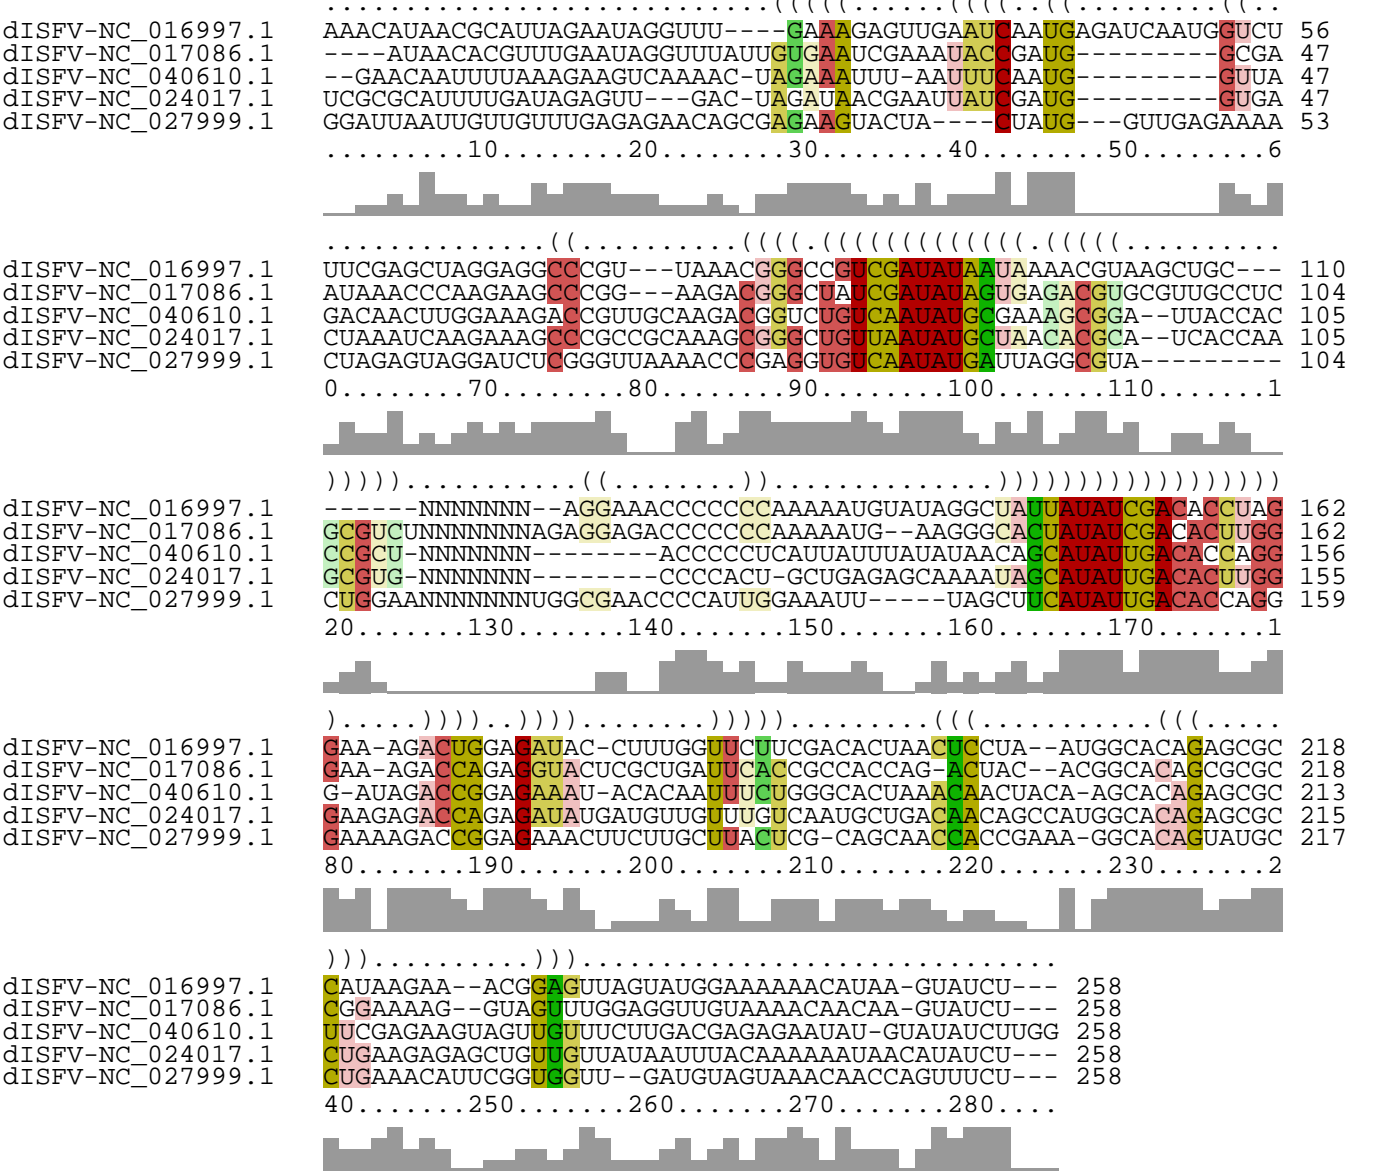 ............................(((((......((((..((.........((..
dISFV-NC_016997.1 AAACAUAACGCAUUAGAAUAGGUUU----GAAAGAGUUGAAUCAAUGAGAUCAAUGGUCU 56
dISFV-NC_017086.1 ----AUAACACGUUUGAAUAGGUUUAUUGUGAAUCGAAAUACCGAUG---------GCGA 47
dISFV-NC_040610.1 --GAACAAUUUUAAAGAAGUCAAAAC-UAGAAAUUU-AAUUUCAAUG---------GUUA 47
dISFV-NC_024017.1 UCGCGCAUUUUGAUAGAGUU---GAC-UAGAUAACGAAUUAUCGAUG---------GUGA 47
dISFV-NC_027999.1 GGAUUAAUUGUUGUUUGAGAGAACAGCGAGAAGUACUA----CUAUG---GUUGAGAAAA 53
.........10........20........30........40........50........6
..............((..........((((.(((((((((((((.(((((..........
dISFV-NC_016997.1 UUCGAGCUAGGAGGCCCGU---UAAACGGGCCGUCGAUAUAAUAAAACGUAAGCUGC--- 110
dISFV-NC_017086.1 AUAAACCCAAGAAGCCCGG---AAGACGGGCUAUCGAUAUAGUGAGACGUGCGUUGCCUC 104
dISFV-NC_040610.1 GACAACUUGGAAAGACCGUUGCAAGACGGUCUGUCAAUAUGCGAAAGCGGA--UUACCAC 105
dISFV-NC_024017.1 CUAAAUCAAGAAAGCCCGCCGCAAAGCGGGCUGUUAAUAUGCUAACACGCA--UCACCAA 105
dISFV-NC_027999.1 CUAGAGUAGGAUCUCGGGUUAAAACCCGAGGUGUCAAUAUGAUUAGGCGUA--------- 104
0........70........80........90........100.......110.......1
)))))...........((........))..............))))))))))))))))))
dISFV-NC_016997.1 ------NNNNNNN--AGGAAACCCCCCCAAAAAUGUAUAGGCUAUUAUAUCGACACCUAG 162
dISFV-NC_017086.1 GCGUCUNNNNNNNNAGAGGAGACCCCCCCAAAAAUG--AAGGGCACUAUAUCGACACUUGG 162
dISFV-NC_040610.1 CCGCU-NNNNNNN--------ACCCCCUCAUUAUUUAUAUAACAGCAUAUUGACACCAGG 156
dISFV-NC_024017.1 GCGUG-NNNNNNN--------CCCCACU-GCUGAGAGCAAAAUAGCAUAUUGACACUUGG 155
dISFV-NC_027999.1 CUGGAANNNNNNNUGGGGAACCCCAUUGGAAAUU-----UAGCUUCAUAUUGACACCAGG 159
20.......130.......140.......150.......160.......170.......1
).....))))..))))........))))).........(((...........(((.....
dISFV-NC_016997.1 GAA-AGACUGGAGAUAC-CUUUGGUUCUUCGACACUAACUCCUA--AUGGCACAGAGCGC 218
dISFV-NC_017086.1 GAA-AGACCAGAGGUACUCGCUGAUUCACCGCCACCAG-ACUAC--ACGGCACAGCGCGC 218
dISFV-NC_040610.1 G-AUAGACCGGAGAAAU-ACACAAUUUCUGGGCACUAAACAACUACA-AGCACAGAGCGC 213
dISFV-NC_024017.1 GAAGAGACCAGAGAUAUGAUGUUGUUUGUCAAUGCUGACAACAGCCAUGGCACAGAGCGC 215
dISFV-NC_027999.1 GAAAAGACCGGAGAAACUUCUUGCUUACUCG-CAGCAACCACCGAAA-GGCACAGUAUGC 217
80.......190.......200.......210.......220.......230.......2
)))..........)))..............................
dISFV-NC_016997.1 CAUAAGAA--ACGGAGUUAGUAUGGAAAAAACAUAA-GUAUCU--- 258
dISFV-NC_017086.1 CGGAAAAG--GUAGUUUGGAGGUUGUAAAACAACAA-GUAUCU--- 258
dISFV-NC_040610.1 UUCGAGAAGUAGUUGUUUCUUGACGAGAGAAUAU-GUAUAUCUUGG 258
dISFV-NC_024017.1 CUGAAGAGAGCUGUUGUUAUAAUUUACAAAAAAUAACAUAUCU--- 258
dISFV-NC_027999.1 CUGAAACAUUCGGUGGUU--GAUGUAGUAAACAACCAGUUUCU--- 258
40.......250.......260.......270.......280....